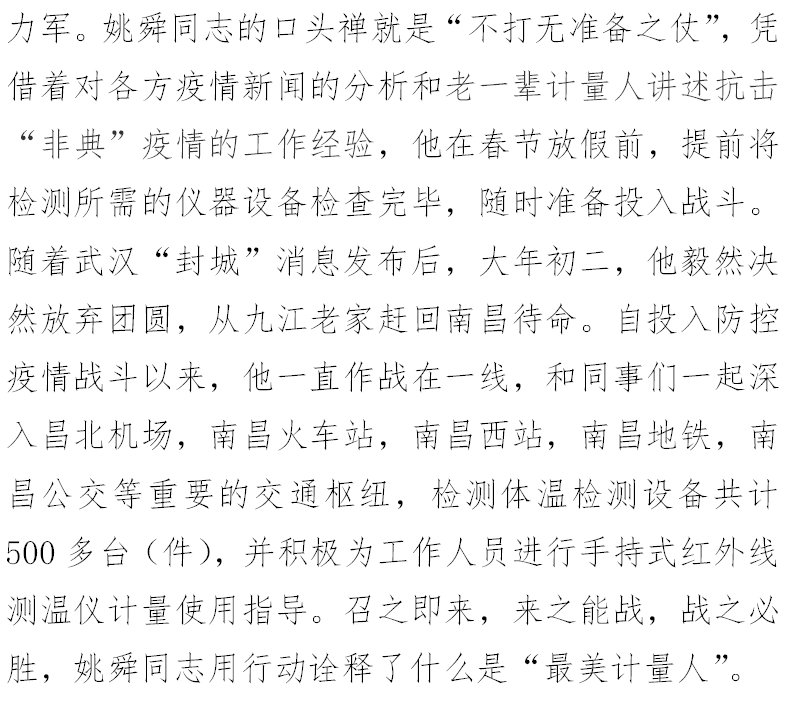 力军。姚舜同志的口头禅就是“不打无准备之仗”，凭
借着对各方疫情新闻的分析和老一辈计量人讲述抗击
“非典”疫情的工作经验，他在春节放假前，提前将
检测所需的仪器设备检查完毕，随时准备投入战斗。
随着武汉“封城”消息发布后，大年初二，他毅然决
然放弃团圆，从九江老家赶回南昌待命。自投入防控
疫情战斗以来，他一直作战在一线，和同事们一起深
入昌北机场，南昌火车站，南昌西站，南昌地铁，南
昌公交等重要的交通枢纽，检测体温检测设备共计
500 多台（件），并积极为工作人员进行手持式红外线
测温仪计量使用指导。召之即来，来之能战，战之必
胜，姚舜同志用行动诠释了什么是“最美计量人”。